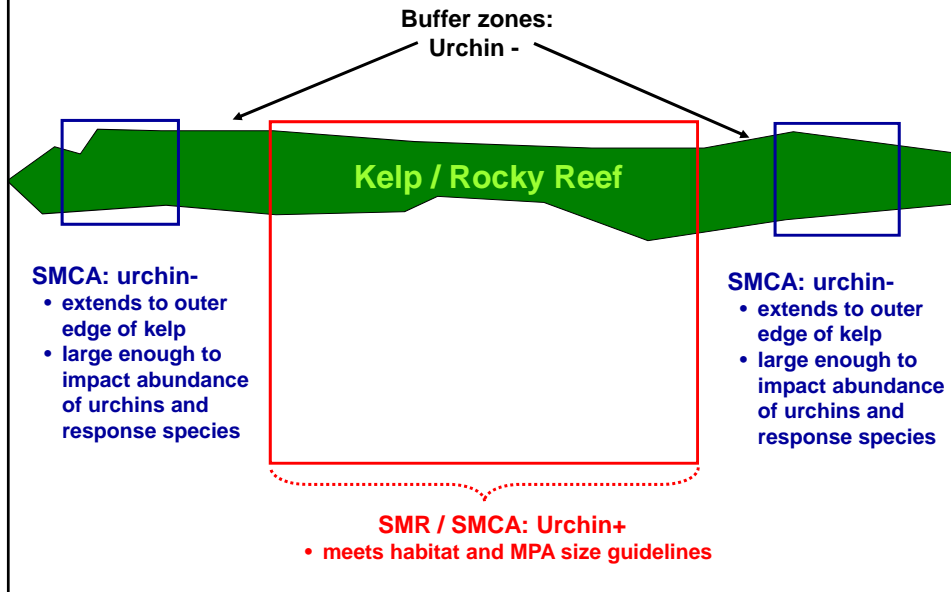 Buffer zones:
Urchin -
Kelp / Rocky Reef
SMCA: urchin-
• extends to outer
edge of kelp
• large enough to
impact abundance
of urchins and
response species
SMCA: urchin-
• extends to outer
edge of kelp
• large enough to
impact abundance
of urchins and
response species
SMR / SMCA: Urchin+
• meets habitat and MPA size guidelines